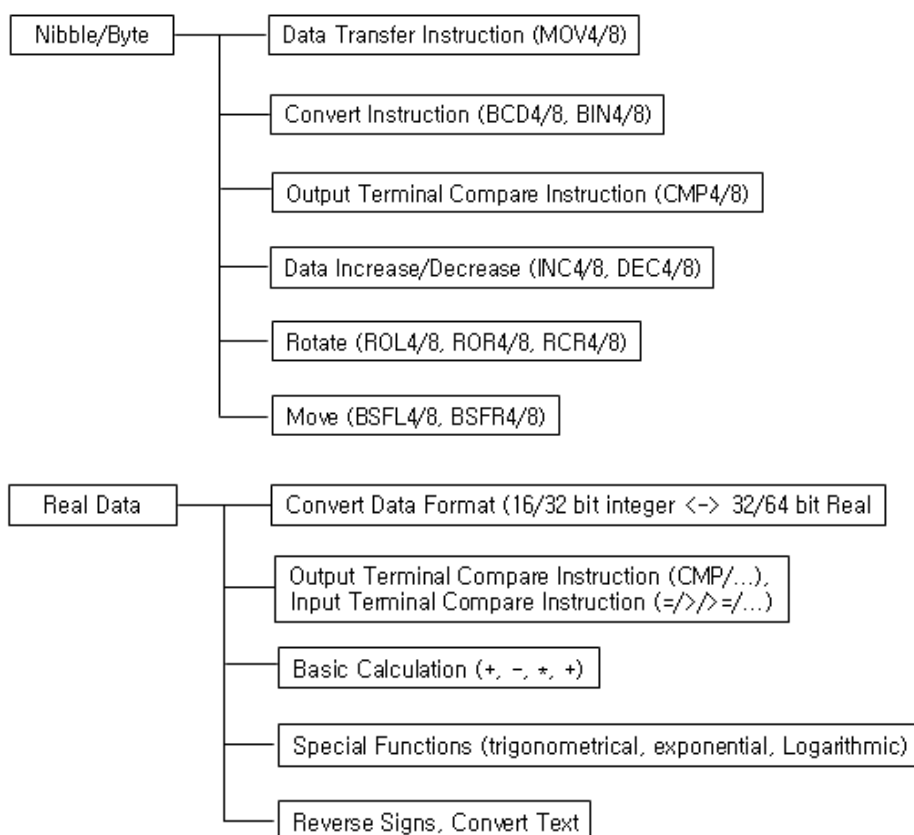 Nibble/Byte
Data Transfer Instruction (MOV4/8)
Convert Instruction (BCD4/8, BIN4/8)
Output Terminal Compare Instruction (CMP4/8)
Data Increase/Decrease (INC4/8, DEC4/8)
Rotate (ROL4/8, ROR4/8, RCR4/8)
Move (BSFL4/8, BSFR4/8)
Real Data
Convert Data Format (16/32 bit integer <-> 32/64 bit Real
Output Terminal Compare Instruction (CMP/...),
Input Terminal Compare Instruction (=/>/>=/...)
Basic Calculation (+, -, *, +)
Special Functions (trigonometrical, exponential, Logarithmic)
Reverse Signs, Convert Text